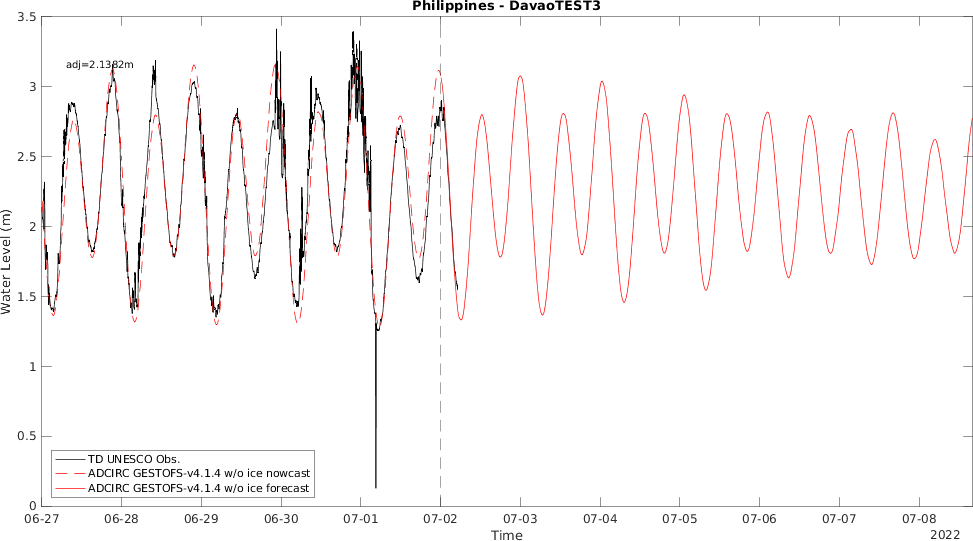 Philippines - DavaoTEST3
3.5
adj=2.1382m
3
2.5
2
1.5
1
0.5
0
Water Level (m)
TD UNESCO Obs.
ADCIRC GESTOFS-v4.1.4 w/o ice nowcast
ADCIRC GESTOFS-v4.1.4 w/o ice forecast
06-27 06-28 06-29 06-30 07-01 07-02 07-03 07-04 07-05 07-06 07-07 07-08
Time
2022